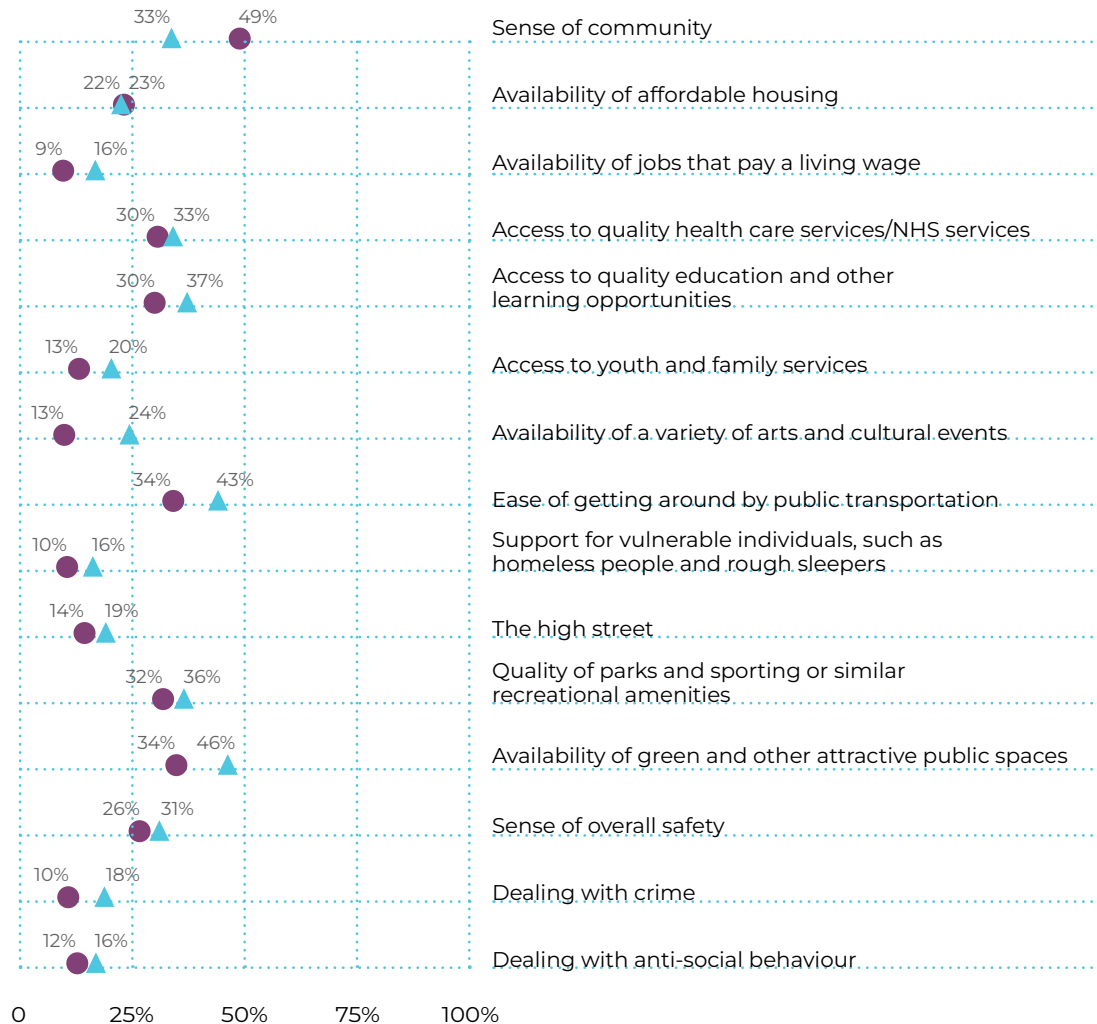 33% 49% Sense of community
22% 23% Availability of affordable housing
9% 16% Availability of jobs that pay a living wage
30% 33% Access to quality health care services/NHS services
30% 37% Access to quality education and other
learning opportunities
13% 20% Access to youth and family services
13% 24% Availability of a variety of arts and cultural events
34% 43% Ease of getting around by public transportation
10% 16% Support for vulnerable individuals, such as
homeless people and rough sleepers
14% 19% The high street
32% 36% Quality of parks and sporting or similar
recreational amenities
34% 46% Availability of green and other attractive public spaces
26% 31% Sense of overall safety
10% 18% Dealing with crime
12% 16% Dealing with anti-social behaviour
0 25% 50% 75% 100%